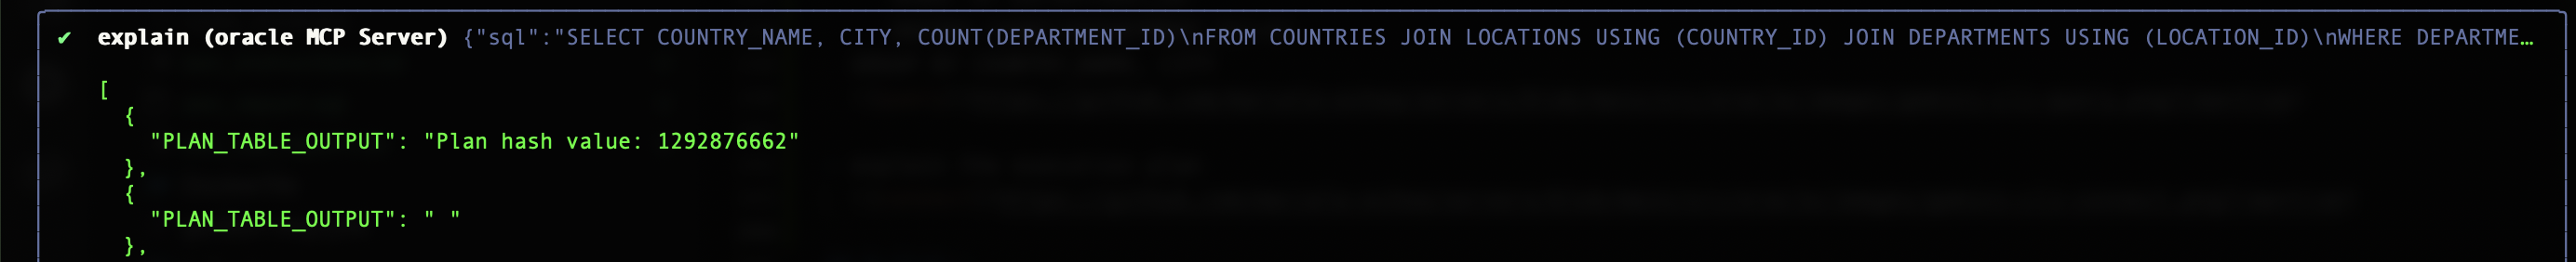 ✔ explain (oracle MCP Server) {"sql":"SELECT COUNTRY_NAME, CITY, COUNT(DEPARTMENT_ID)\nFROM COUNTRIES JOIN LOCATIONS USING (COUNTRY_ID) JOIN DEPARTMENTS USING (LOCATION_ID)\nWHERE DEPARTME…
[
{
"PLAN_TABLE_OUTPUT": "Plan hash value: 1292876662"
},
{
"PLAN_TABLE_OUTPUT": " "
},